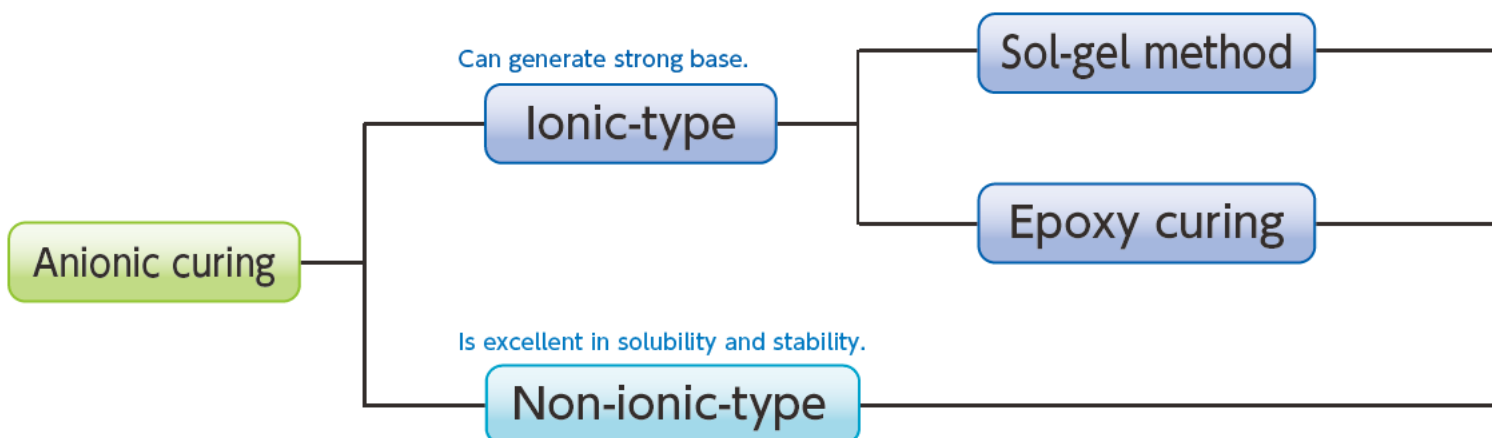 Can generate strong base.
Ionic-type
Sol-gel method
Epoxy curing
Anionic curing
Is excellent in solubility and stability.
Non-ionic-type